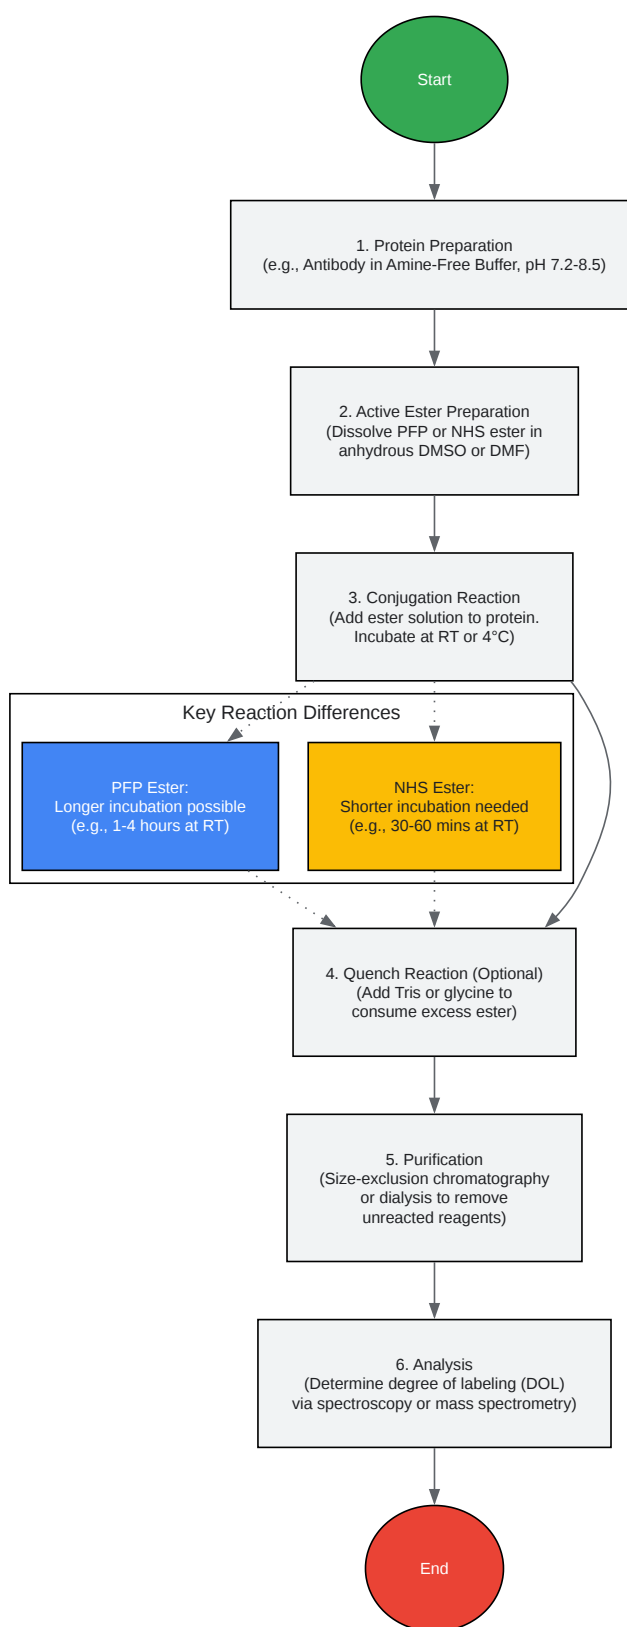 Start
1. Protein Preparation
(e.g., Antibody in Amine-Free Buffer, pH 7.2-8.5)
2. Active Ester Preparation
(Dissolve PFP or NHS ester in
anhydrous DMSO or DMF)
3. Conjugation Reaction
(Add ester solution to protein.
Incubate at RT or 4°C)
Key Reaction Differences
PFP Ester:
Longer incubation possible
(e.g., 1-4 hours at RT)
NHS Ester:
Shorter incubation needed
(e.g., 30-60 mins at RT)
4. Quench Reaction (Optional)
(Add Tris or glycine to
consume excess ester)
5. Purification
(Size-exclusion chromatography
or dialysis to remove
unreacted reagents)
6. Analysis
(Determine degree of labeling (DOL)
via spectroscopy or mass spectrometry)
End